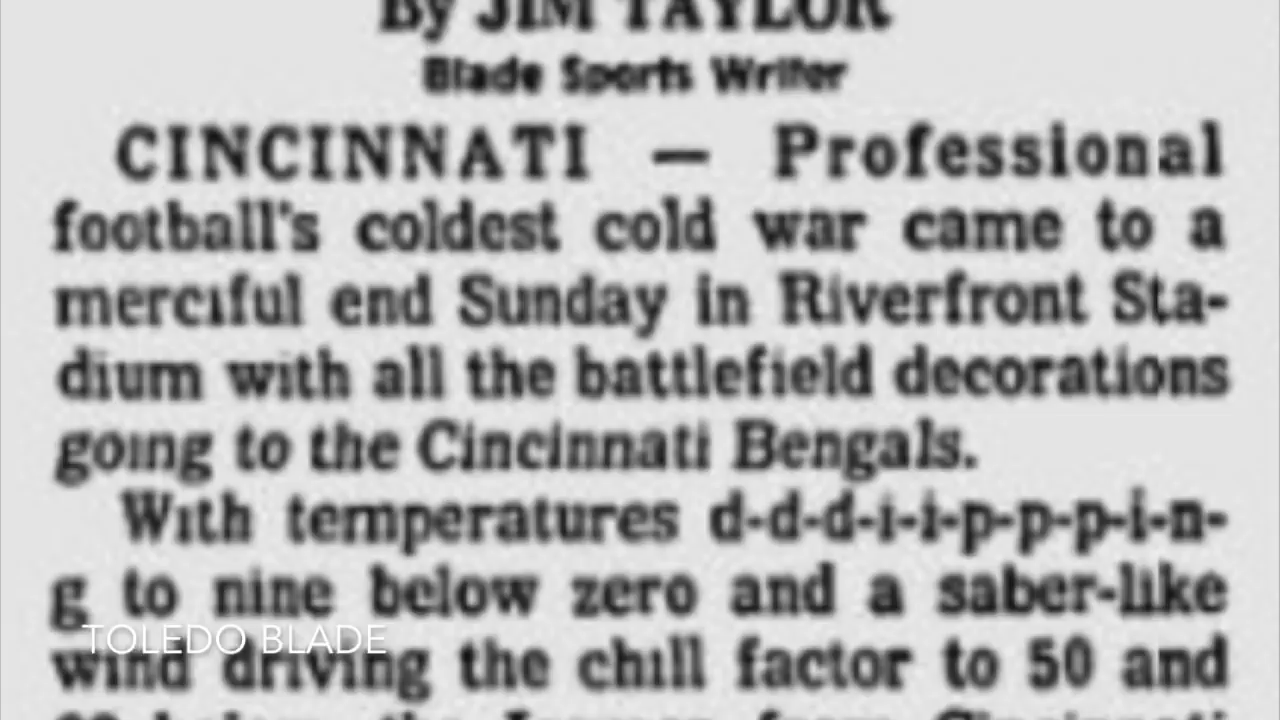 By JIM TAYLOR
Blade Sports Writer
CINCINNATI — Professional
football's coldest cold war came to a
merciful end Sunday in Riverfront Sta-
dium with all the battlefield decorations
going to the Cincinnati Bengals.
With temperatures d-d-d-i-i-p-p-p-i-n-
g to nine below zero and a saber-like
TOLEDO BLADE
wind driving the chill factor to 50 and